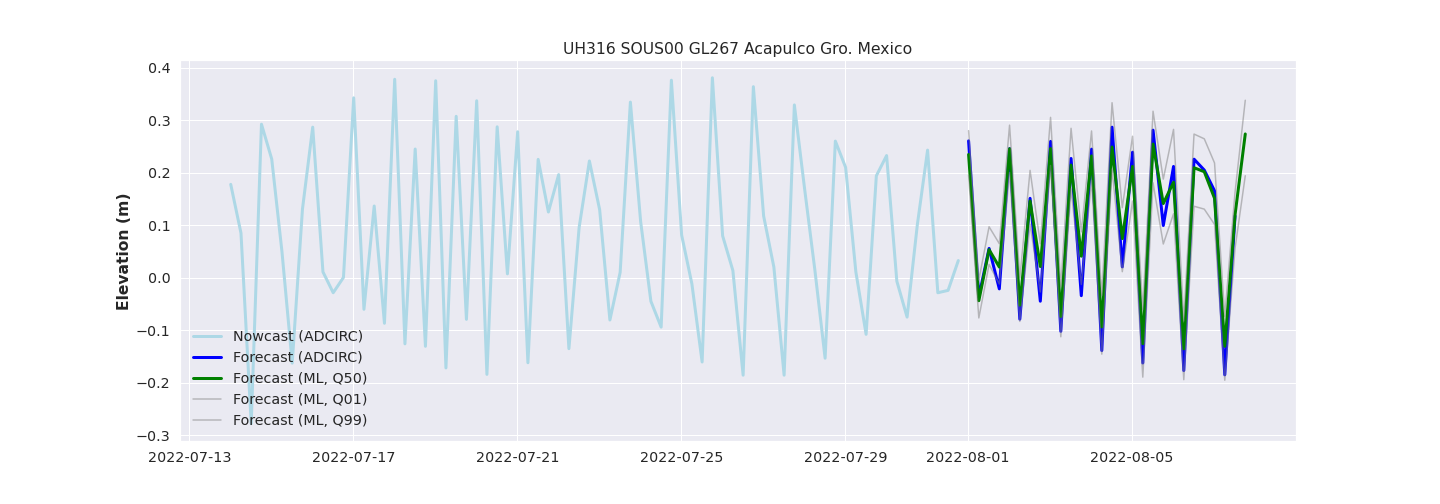 UH316 SOUS00 GL267 Acapulco Gro. Mexico
Elevation (m)
0.4
0.3
0.2
0.1
0.0
−0.1
−0.2
−0.3
Nowcast (ADCIRC)
Forecast (ADCIRC)
Forecast (ML, Q50)
Forecast (ML, Q01)
Forecast (ML, Q99)
2022-07-13 2022-07-17 2022-07-21 2022-07-25 2022-07-29 2022-08-01 2022-08-05